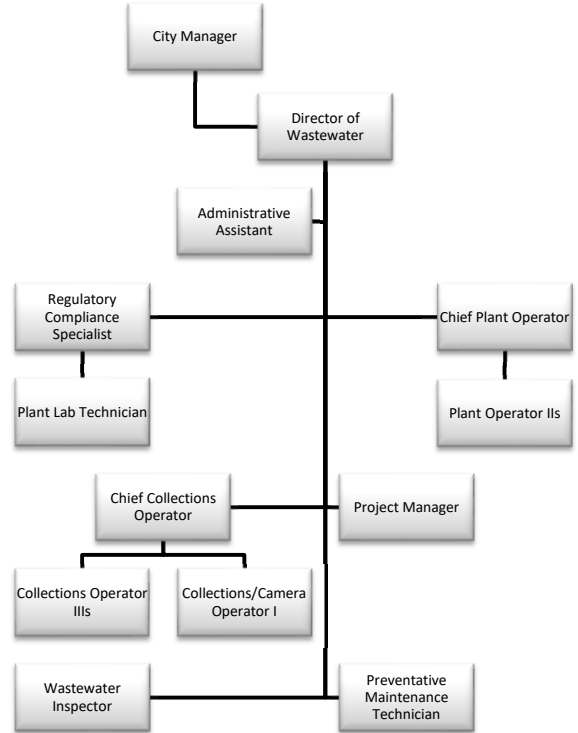 City Manager
Director of
Wastewater
Administrative
Assistant
Regulatory
Compliance
Specialist
Chief Plant Operator
Plant Lab Technician
Plant Operator IIs
Chief Collections
Operator
Project Manager
Collections Operator
IIIs
Collections/Camera
Operator I
Wastewater
Inspector
Preventative
Maintenance
Technician